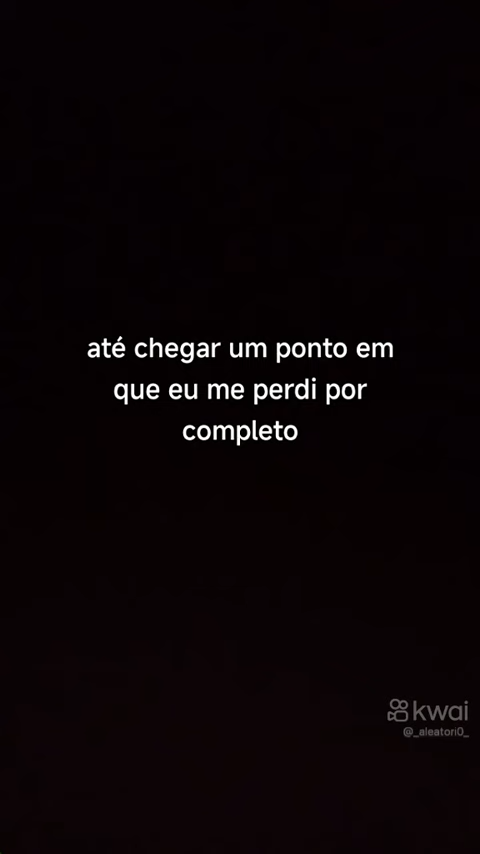 até chegar um ponto em
que eu me perdi por
completo
kwai
@_aleatori0_